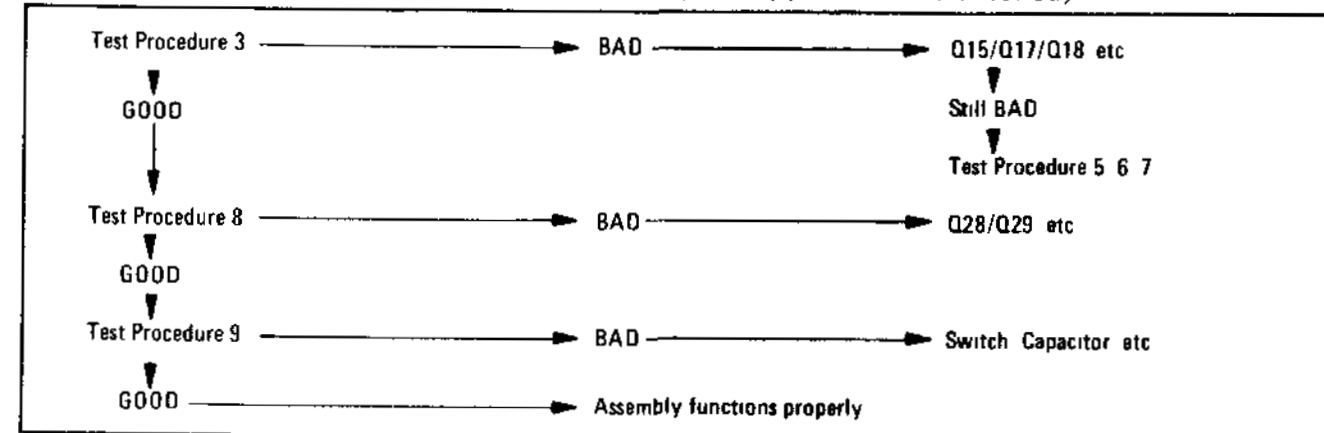 Test Procedure 3 BAD Q15/Q17/Q18 etc
GOOD Still BAD
Test Procedure 5 6 7
Test Procedure 8 BAD Q28/Q29 etc
GOOD
Test Procedure 9 BAD Switch Capacitor etc
GOOD Assembly functions properly